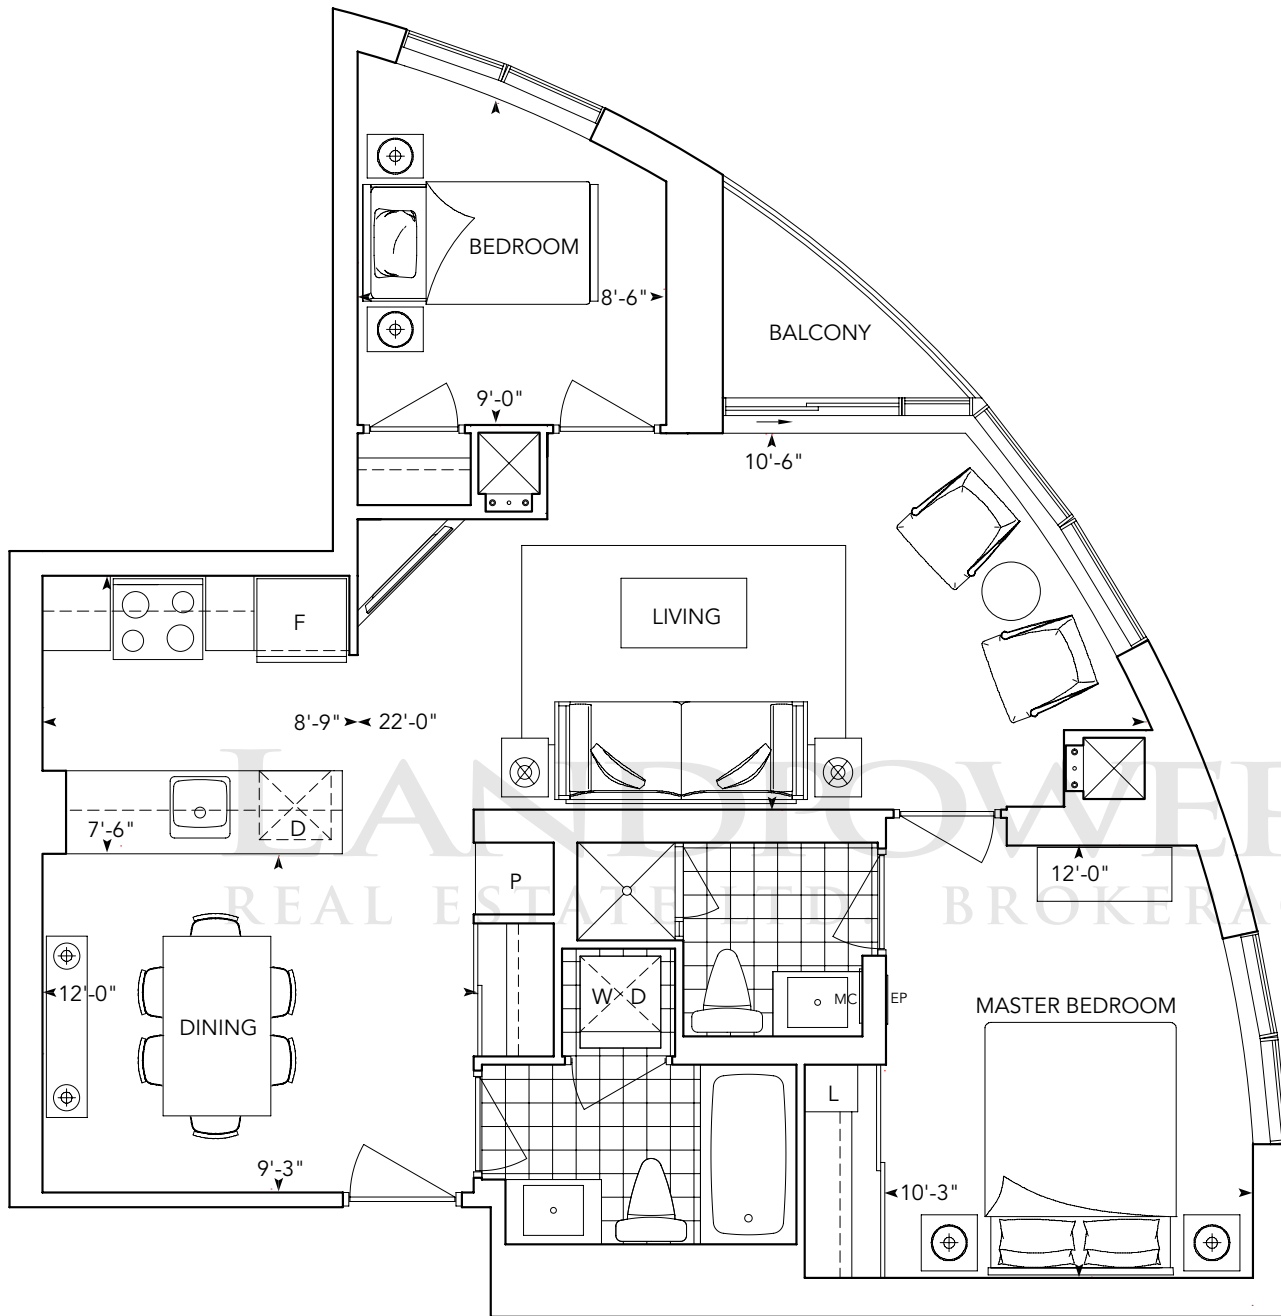 BEDROOM
8'-6"
BALCONY
9'-0"
10'-6"
LIVING
F
8'-9" 22'-0"
LANDPOWER
D
7'-6"
P
12'-0"
REAL ESTATE LTD. BROKERA
W D
MC EP
12'-0"
DINING
MASTER BEDROOM
L
9'-3"
10'-3"